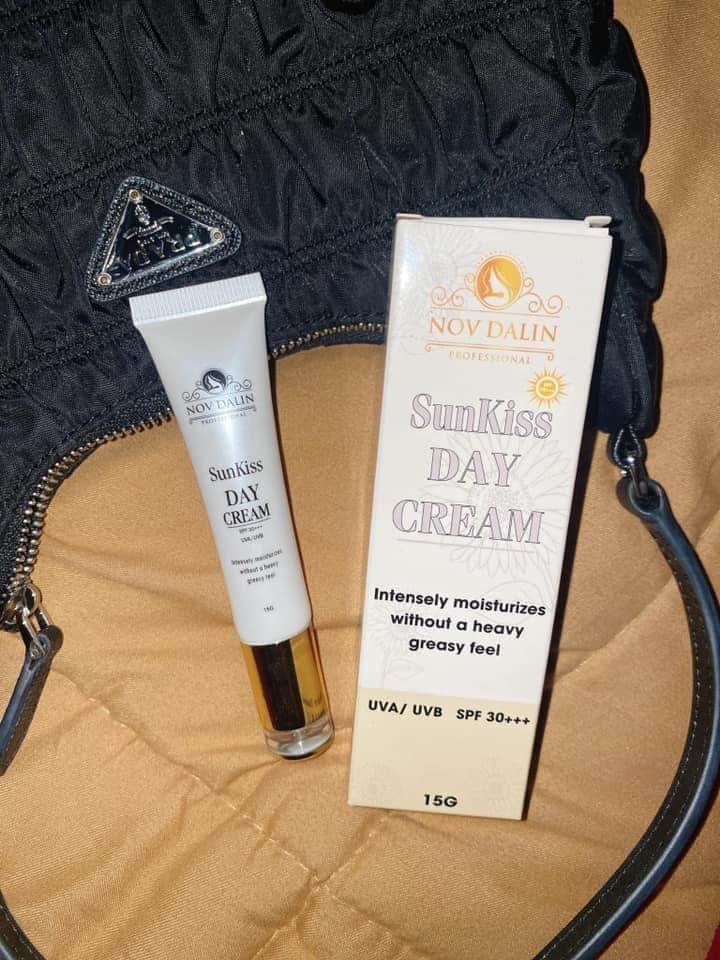 PRADA
NOV DALIN
PROFESSIONAL
SunKiss
DAY
CREAM
SPF 30+++
UVA/UVB
Intensely moisturizes
without a heavy
greasy feel
15G
NOV DALIN
PROFESSIONAL
SunKiss
DAY
CREAM
Intensely moisturizes
without a heavy
greasy feel
UVA/ UVB SPF 30+++
15G